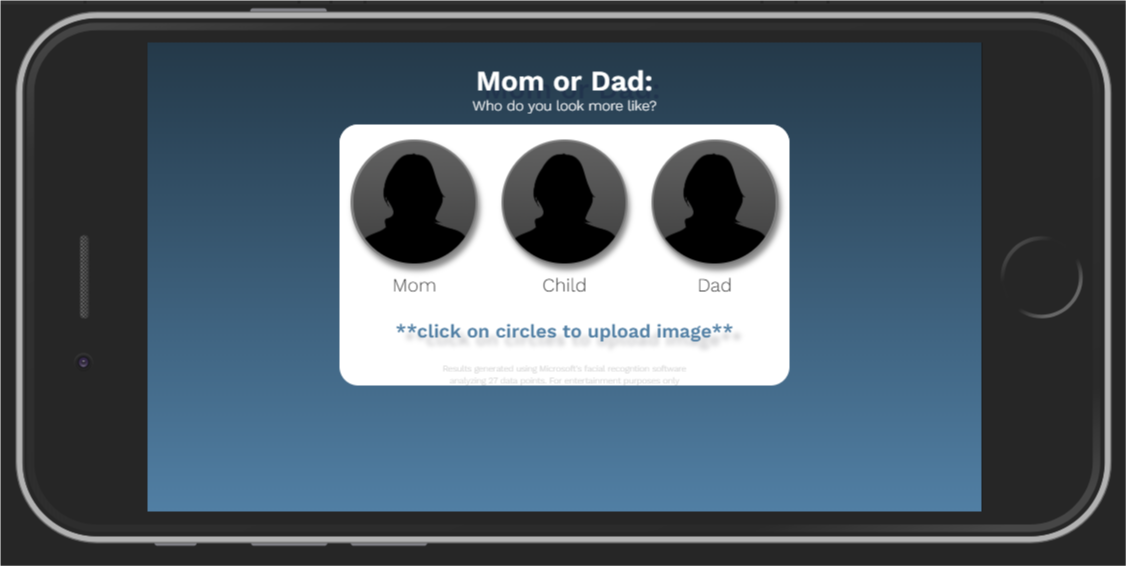 Mom or Dad:
Who do you look more like?
Mom
Child
Dad
**click on circles to upload image**
Results generated using Microsoft's facial recognition software
analyzing 27 data points. For entertainment purposes only